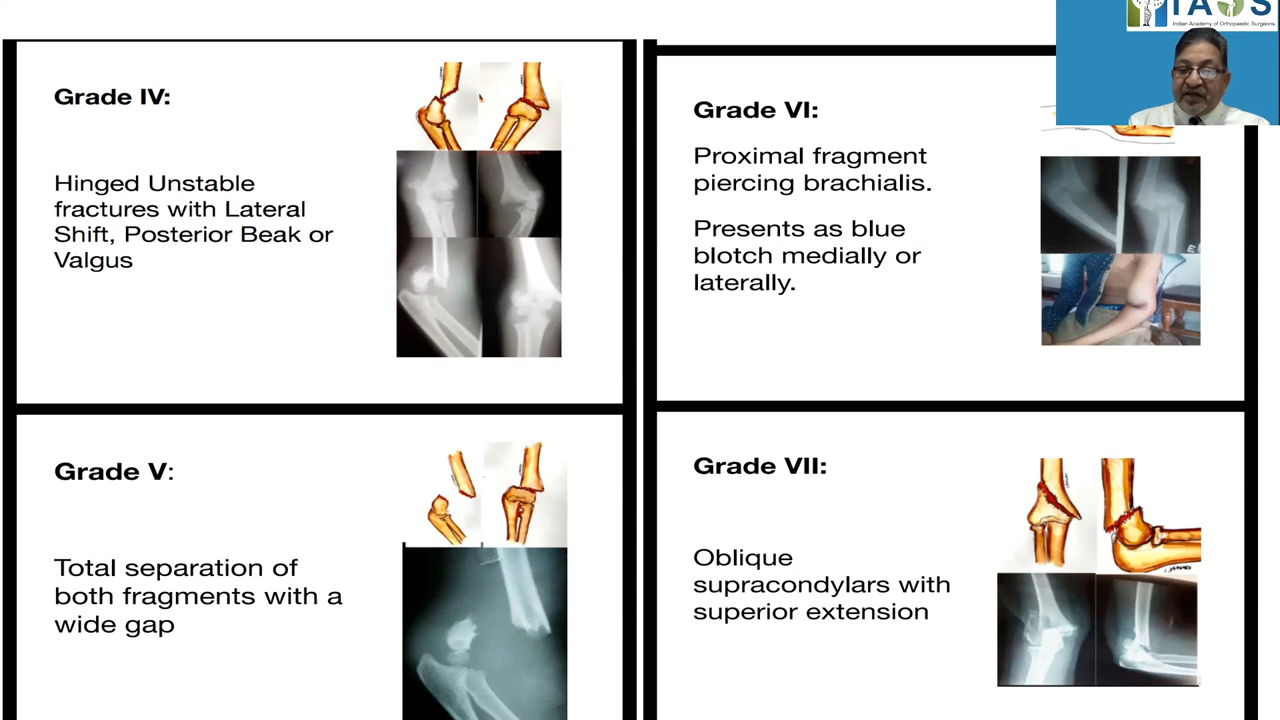 IAOS
Indian Academy of Orthopaedic Surgeons
Grade IV:
Hinged Unstable
fractures with Lateral
Shift, Posterior Beak or
Valgus
Grade V:
Total separation of
both fragments with a
wide gap
Grade VI:
Proximal fragment
piercing brachialis.
Presents as blue
blotch medially or
laterally.
Grade VII:
Oblique
supracondylars with
superior extension